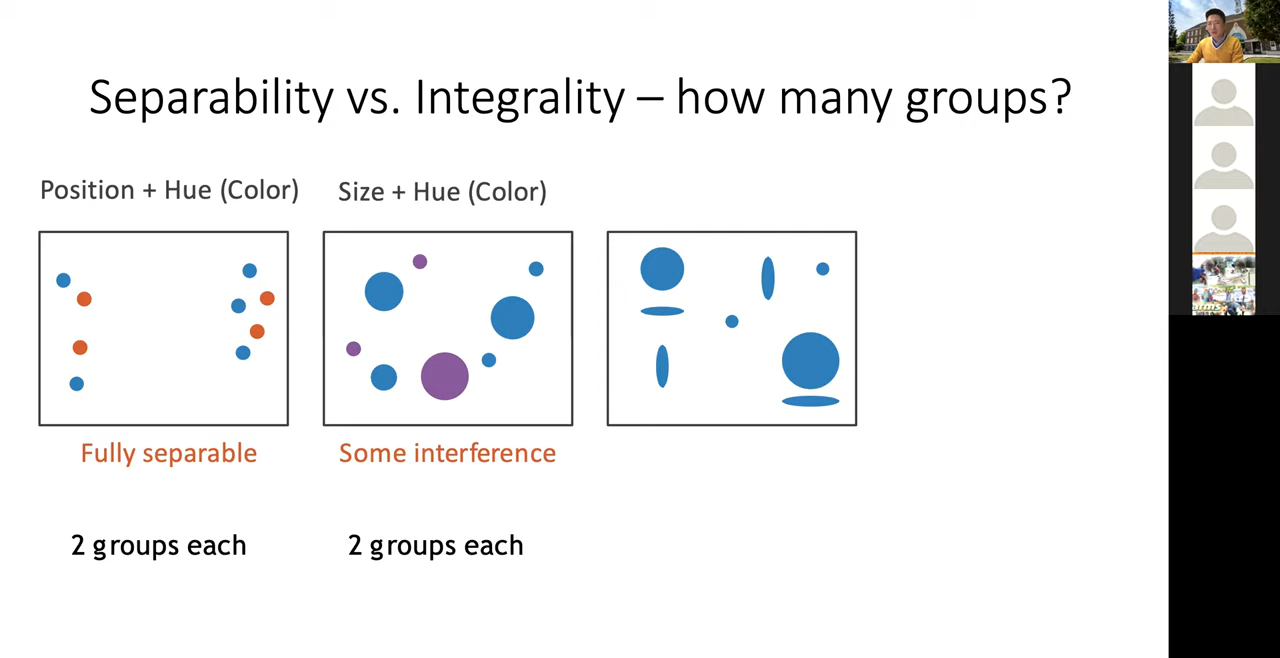 Separability vs. Integrality – how many groups?
Position + Hue (Color)
Size + Hue (Color)
Fully separable
Some interference
2 groups each
2 groups each